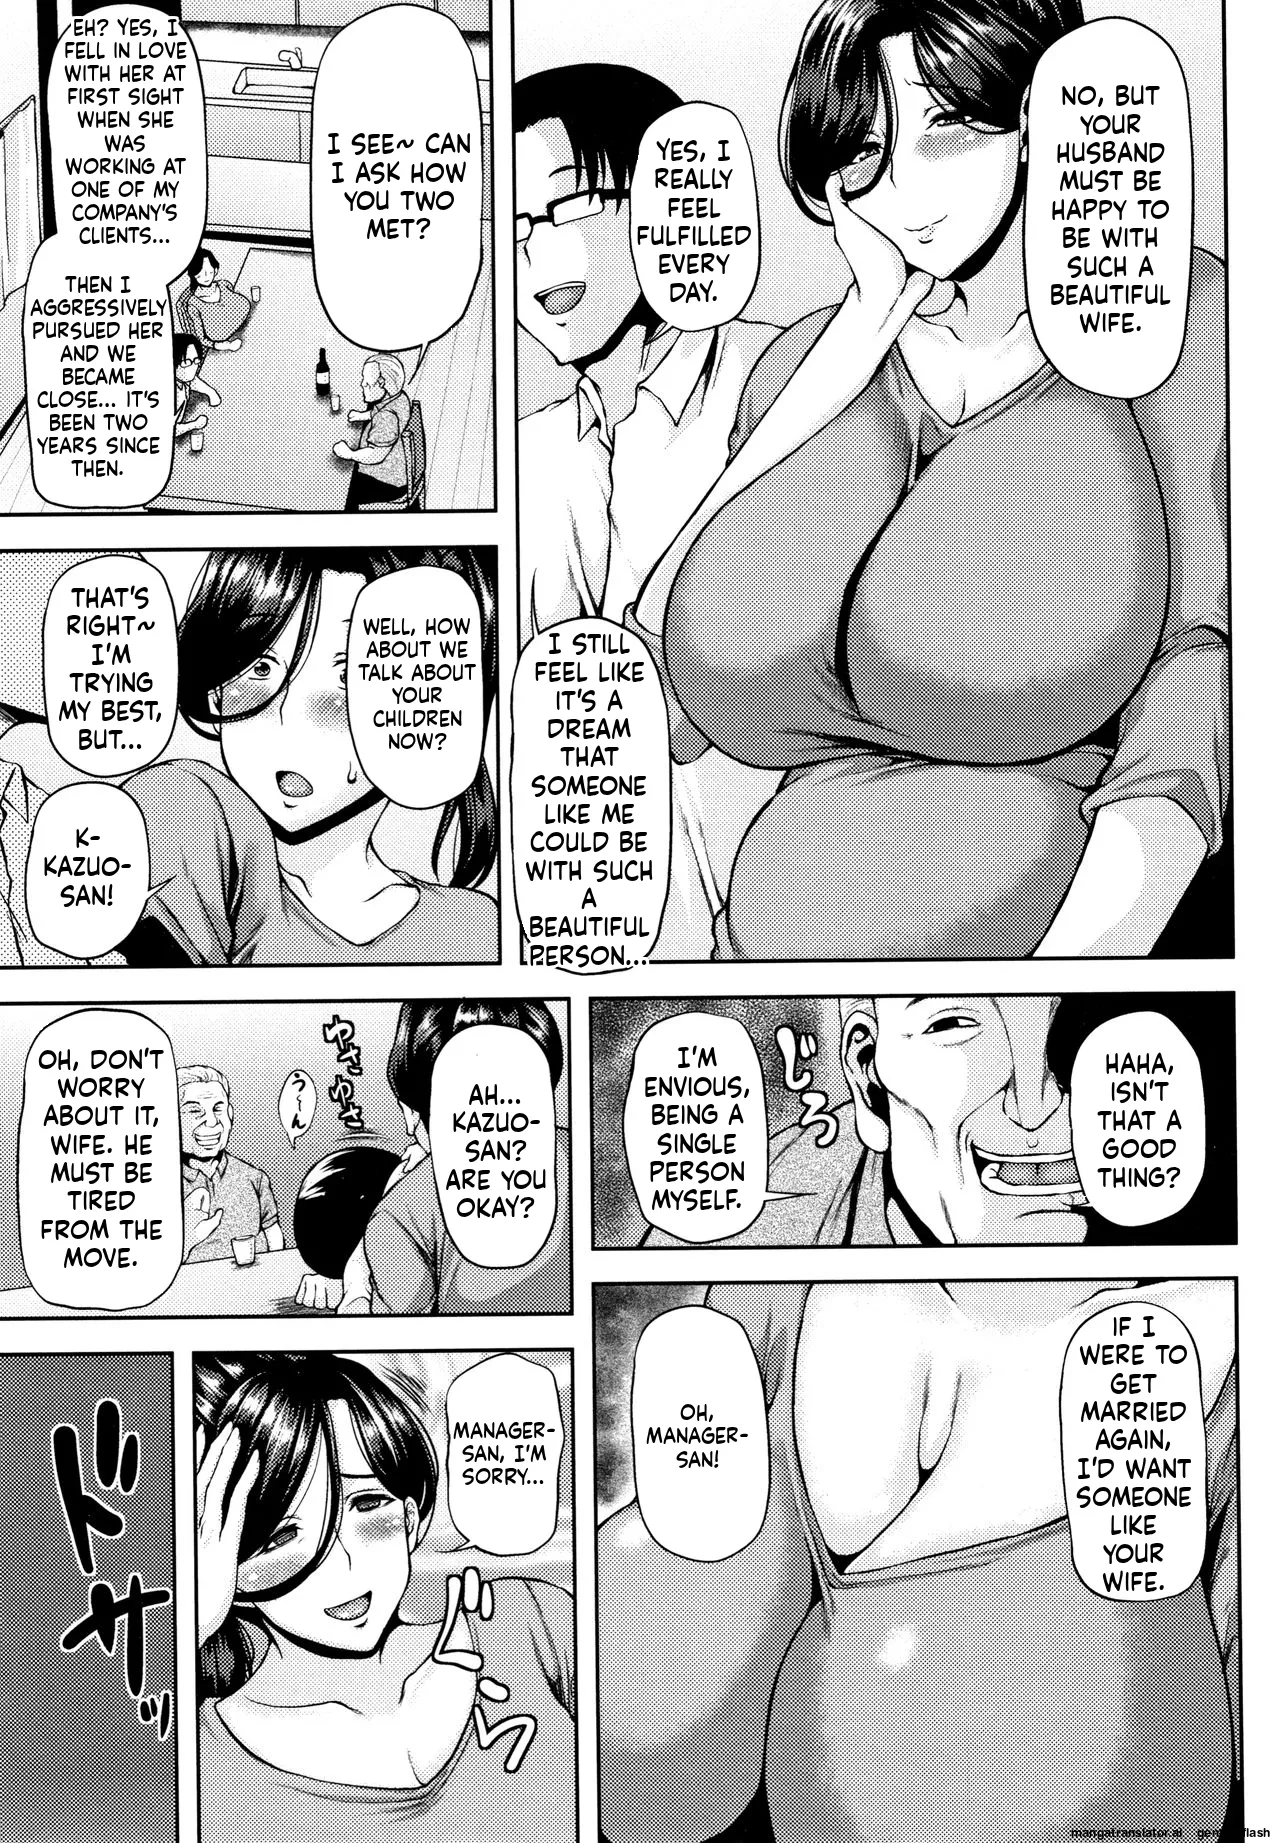 NO, BUT
YOUR
HUSBAND
MUST BE
HAPPY TO
BE WITH
SUCH A
BEAUTIFUL
WIFE.
YES, I
REALLY
FEEL
FULFILLED
EVERY
DAY.
I STILL
FEEL LIKE
IT'S A
DREAM
THAT
SOMEONE
LIKE ME
COULD BE
WITH SUCH
A
BEAUTIFUL
PERSON...
I SEE~ CAN
I ASK HOW
YOU TWO
MET?
EH? YES, I
FELL IN LOVE
WITH HER AT
FIRST SIGHT
WHEN SHE
WAS
WORKING AT
ONE OF MY
COMPANY'S
CLIENTS...
THEN I
AGGRESSIVELY
PURSUED HER
AND WE
BECAME
CLOSE... IT'S
BEEN TWO
YEARS SINCE
THEN.
WELL, HOW
ABOUT WE
TALK ABOUT
YOUR
CHILDREN
NOW?
THAT'S
RIGHT~
I'M
TRYING
MY BEST,
BUT...
K-
KAZUO-
SAN!
HAHA,
ISN'T
THAT A
GOOD
THING?
I'M
ENVIOUS,
BEING A
SINGLE
PERSON
MYSELF.
じろ
IF I
WERE TO
GET
MARRIED
AGAIN,
I'D WANT
SOMEONE
LIKE
YOUR
WIFE.
OH,
MANAGER-
SAN!
AH...
KAZUO-
SAN?
ARE YOU
OKAY?
ゆさ
ゆさ
う〜ん
OH, DON'T
WORRY
ABOUT IT,
WIFE. HE
MUST BE
TIRED
FROM THE
MOVE.
MANAGER-
SAN, I'M
SORRY...
ぐら
ドサッ
mangatranslator.ai